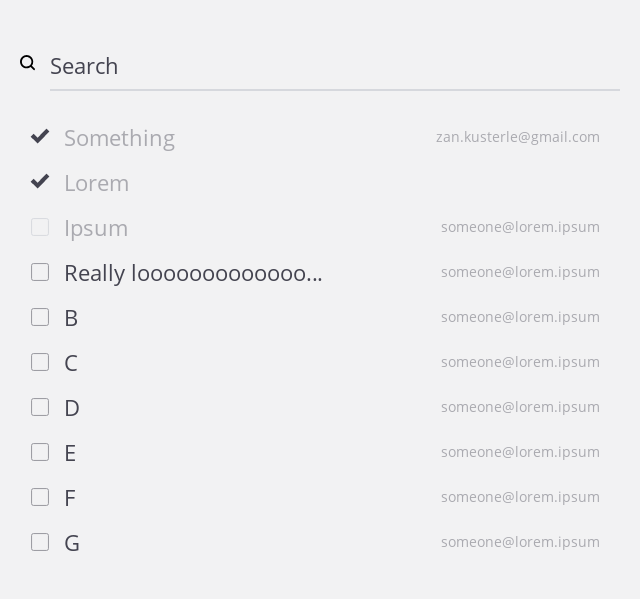 Search
Something zan.kusterle@gmail.com
Lorem
Ipsum someone@lorem.ipsum
Really looooooooooooo... someone@lorem.ipsum
B someone@lorem.ipsum
C someone@lorem.ipsum
D someone@lorem.ipsum
E someone@lorem.ipsum
F someone@lorem.ipsum
G someone@lorem.ipsum